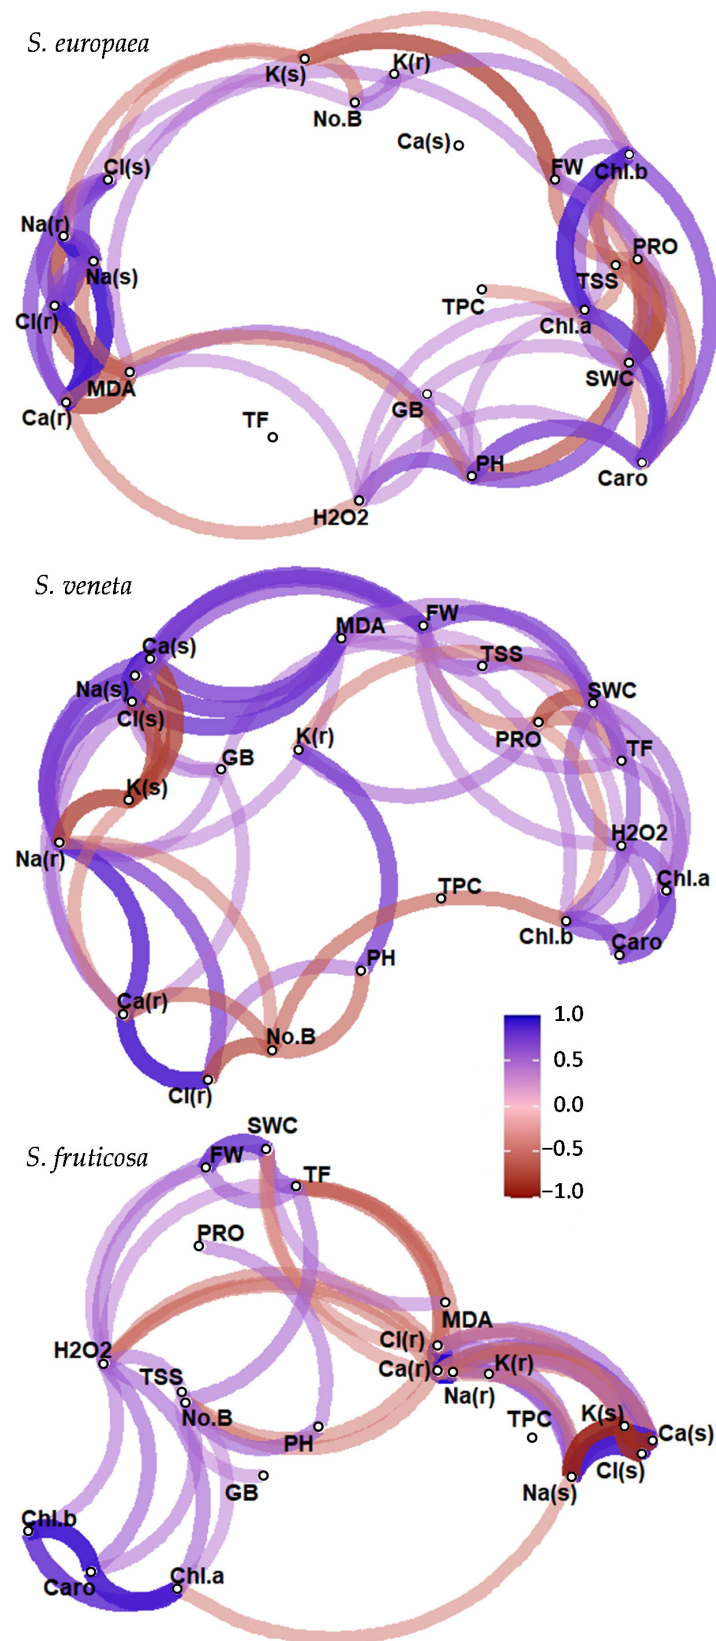 S. europaea
K(s)
K(r)
No.B
Ca(s)
Cl(s)
FW
Chl.b
Na(r)
PRO
Na(s)
TSS
TPC
Cl(r)
Chl.a
MDA
SWC
Ca(r)
GB
TF
PH
Caro
H2O2
S. veneta
FW
MDA
Ca(s)
TSS
Na(s)
SWC
Cl(s)
K(r)
PRO
TF
GB
K(s)
H2O2
Na(r)
Chl.a
TPC
Chl.b
Caro
PH
Ca(r)
1.0
No.B
0.5
Cl(r)
0.0
SWC
−0.5
S. fruticosa
FW
TF
−1.0
PRO
MDA
Cl(r)
H2O2
K(r)
Ca(r)
TSS
Na(r)
No.B
K(s)
TPC
Ca(s)
PH
Cl(s)
GB
Na(s)
Chl.b
Chl.a
Caro